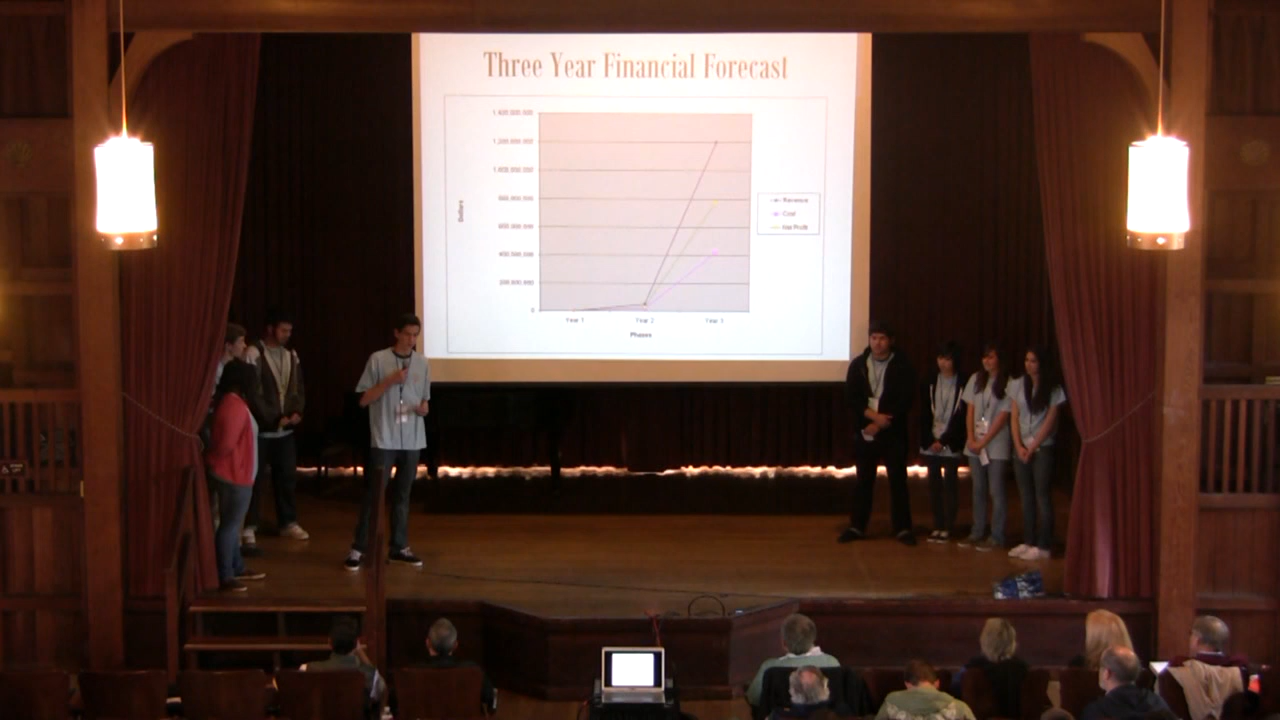 Three Year Financial Forecast
1,400,000,000
1,200,000,000
1,000,000,000
800,000,000
600,000,000
400,000,000
200,000,000
0
Dollars
Year 1 Year 2 Year 3
Phases
Revenue
Cost
Net Profit